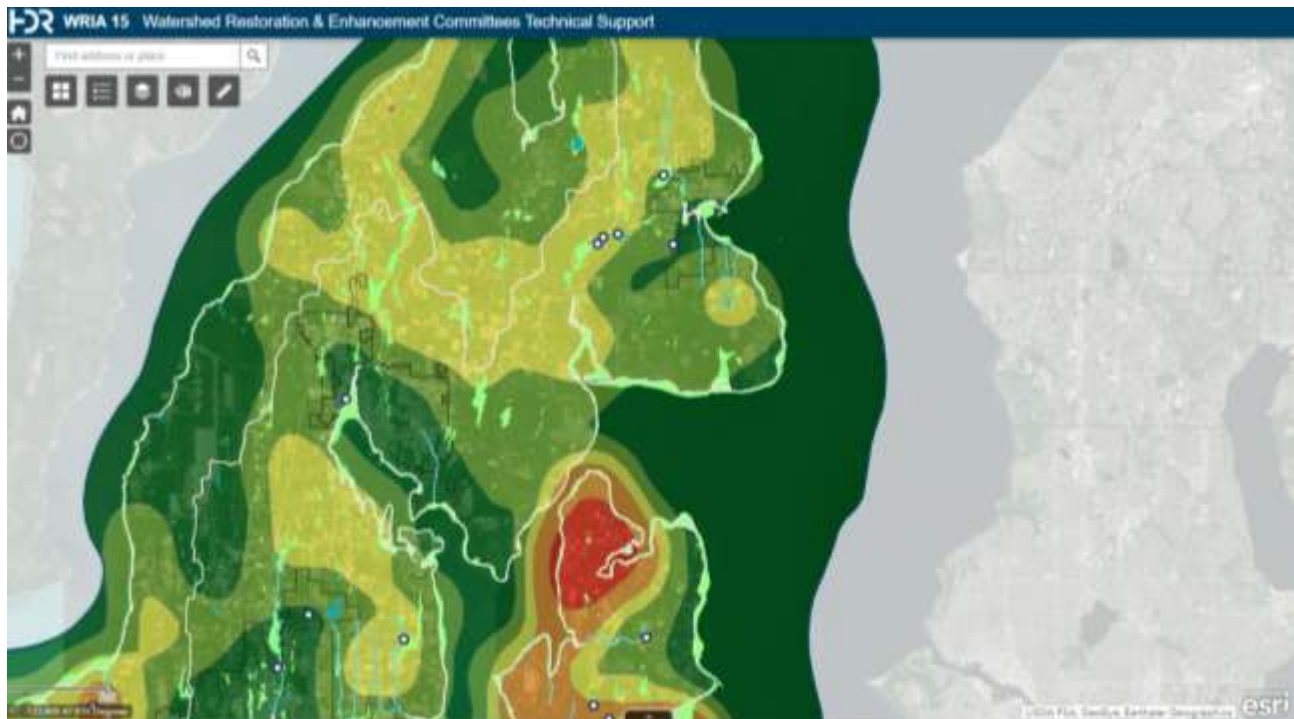 HDR WRIA 15 Watershed Restoration & Enhancement Committees Technical Support
+
Find address or place
-
esri